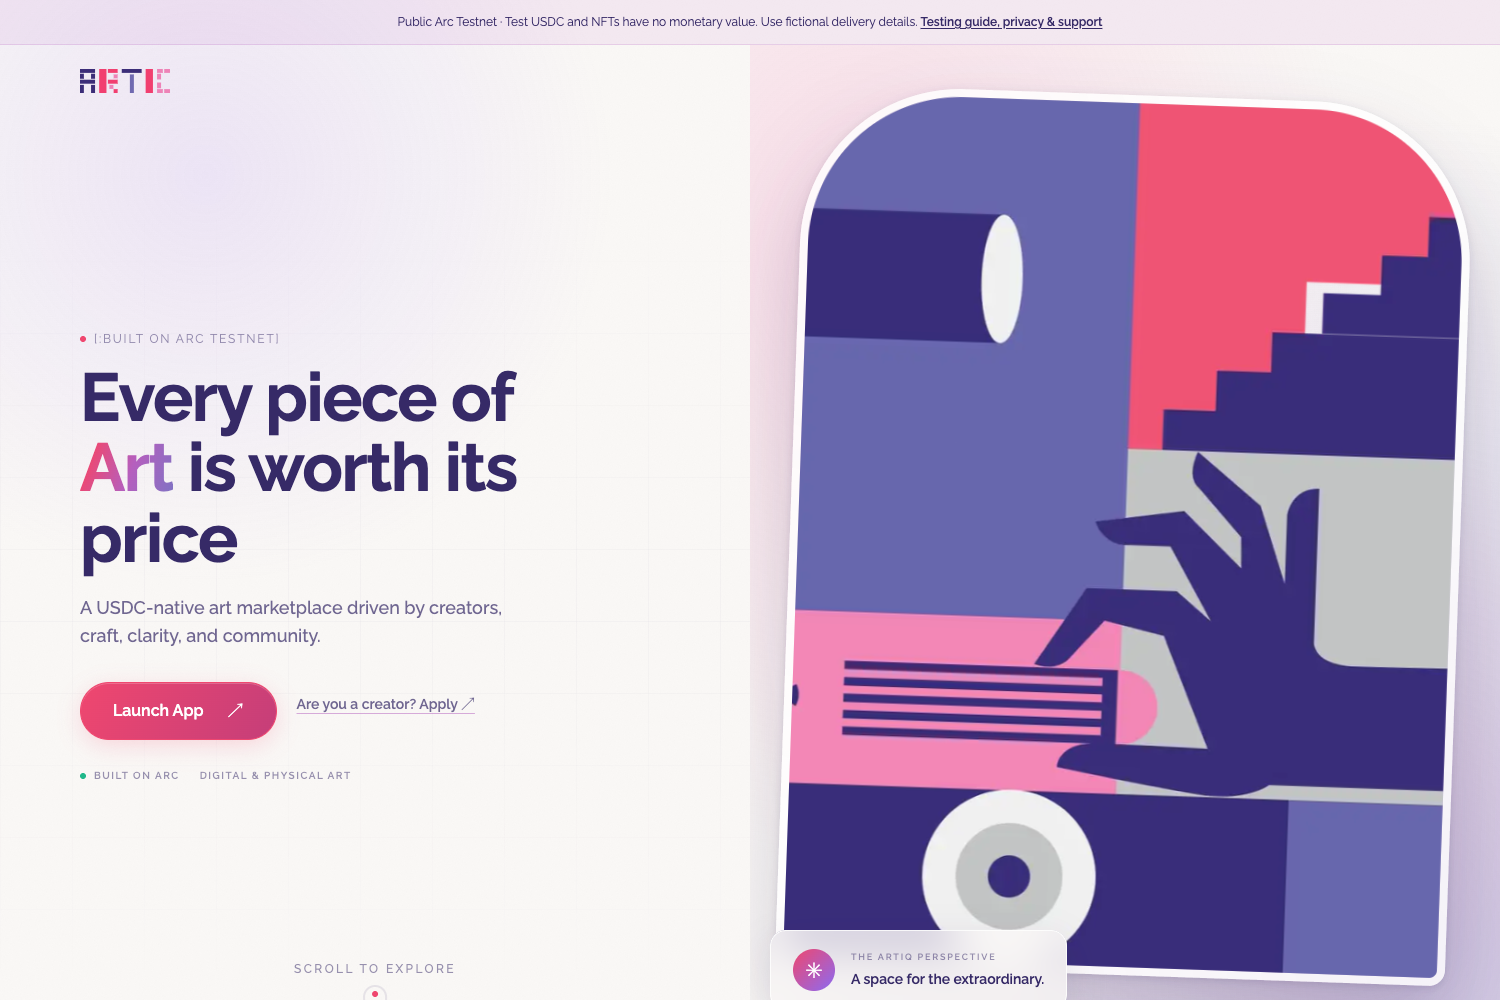 Public Arc Testnet · Test USDC and NFTs have no monetary value. Use fictional delivery details. Testing guide, privacy & support
ARTIC
[:BUILT ON ARC TESTNET]
Every piece of
Art is worth its
price
A USDC-native art marketplace driven by creators,
craft, clarity, and community.
Launch App
Are you a creator? Apply
BUILT ON ARC DIGITAL & PHYSICAL ART
SCROLL TO EXPLORE
THE ARTIQ PERSPECTIVE
A space for the extraordinary.